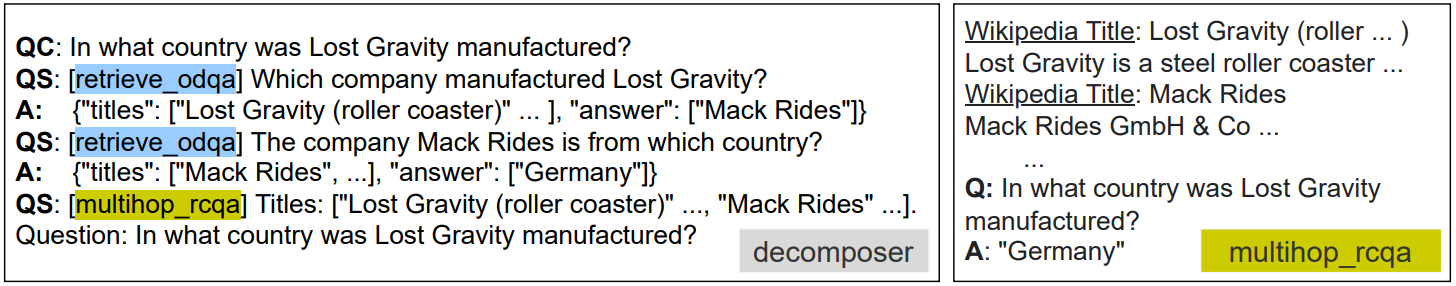 QC: In what country was Lost Gravity manufactured?
QS: [retrieve_odqa] Which company manufactured Lost Gravity?
A: {"titles": ["Lost Gravity (roller coaster)" ... ], "answer": ["Mack Rides"]}
QS: [retrieve_odqa] The company Mack Rides is from which country?
A: {"titles": ["Mack Rides", ...], "answer": ["Germany"]}
QS: [multihop_rcqa] Titles: ["Lost Gravity (roller coaster)" ..., "Mack Rides" ...].
Question: In what country was Lost Gravity manufactured?
decomposer
Wikipedia Title: Lost Gravity (roller ... )
Lost Gravity is a steel roller coaster ...
Wikipedia Title: Mack Rides
Mack Rides GmbH & Co ...
...
Q: In what country was Lost Gravity
manufactured?
A: "Germany"
multihop_rcqa